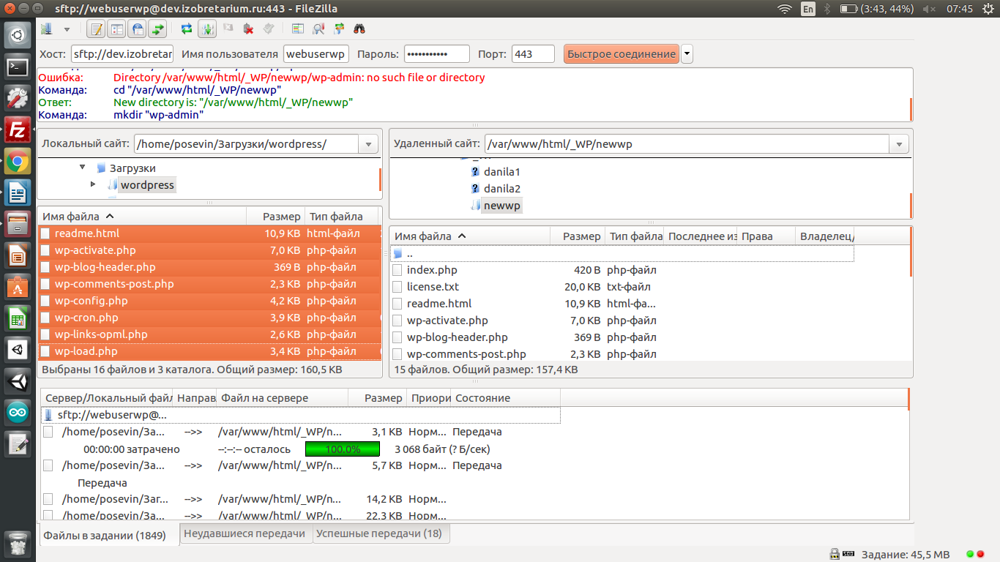 sftp://webuserwp@dev.izobretarium.ru:443 - FileZilla
En (3:43, 44%) 07:45
Хост: sftp://dev.izobretar Имя пользователя webuserwp Пароль: ••••••••••• Порт: 443 Быстрое соединение
Ошибка: Directory /var/www/html/_WP/newwp/wp-admin: no such file or directory
Команда: cd "/var/www/html/_WP/newwp"
Ответ: New directory is: "/var/www/html/_WP/newwp"
Команда: mkdir "wp-admin"
Локальный сайт: /home/posevin/Загрузки/wordpress/
Загрузки
wordpress
Имя файла Размер Тип файла
readme.html 10,9 KB html-файл
wp-activate.php 7,0 KB php-файл
wp-blog-header.php 369 B php-файл
wp-comments-post.php 2,3 KB php-файл
wp-config.php 4,2 KB php-файл
wp-cron.php 3,9 KB php-файл
wp-links-opml.php 2,6 KB php-файл
wp-load.php 3,4 KB php-файл
Выбраны 16 файлов и 3 каталога. Общий размер: 160,5 KB
Удаленный сайт: /var/www/html/_WP/newwp
danila1
danila2
newwp
Имя файла Размер Тип файла Последнее из Права Владелец/
..
index.php 420 B php-файл
license.txt 20,0 KB txt-файл
readme.html 10,9 KB html-фа...
wp-activate.php 7,0 KB php-файл
wp-blog-header.php 369 B php-файл
wp-comments-post.php 2,3 KB php-файл
15 файлов. Общий размер: 157,4 KB
Сервер/Локальный файл Направ Файл на сервере Размер Приори Состояние
sftp://webuserwp@...
/home/posevin/За... -->> /var/www/html/_WP/n... 3,1 KB Норм... Передача
00:00:00 затрачено --:--:-- осталось 100.0% 3 068 байт (? Б/сек)
/home/posevin/За... -->> /var/www/html/_WP/n... 5,7 KB Норм... Передача
Передача
/home/posevin/Заг... -->> /var/www/html/_WP/n... 14,2 KB Норм...
/home/posevin/За... -->> /var/www/html/_WP/n... 22,3 KB Норм...
Файлы в задании (1849) Неудавшиеся передачи Успешные передачи (18)
Задание: 45,5 MB